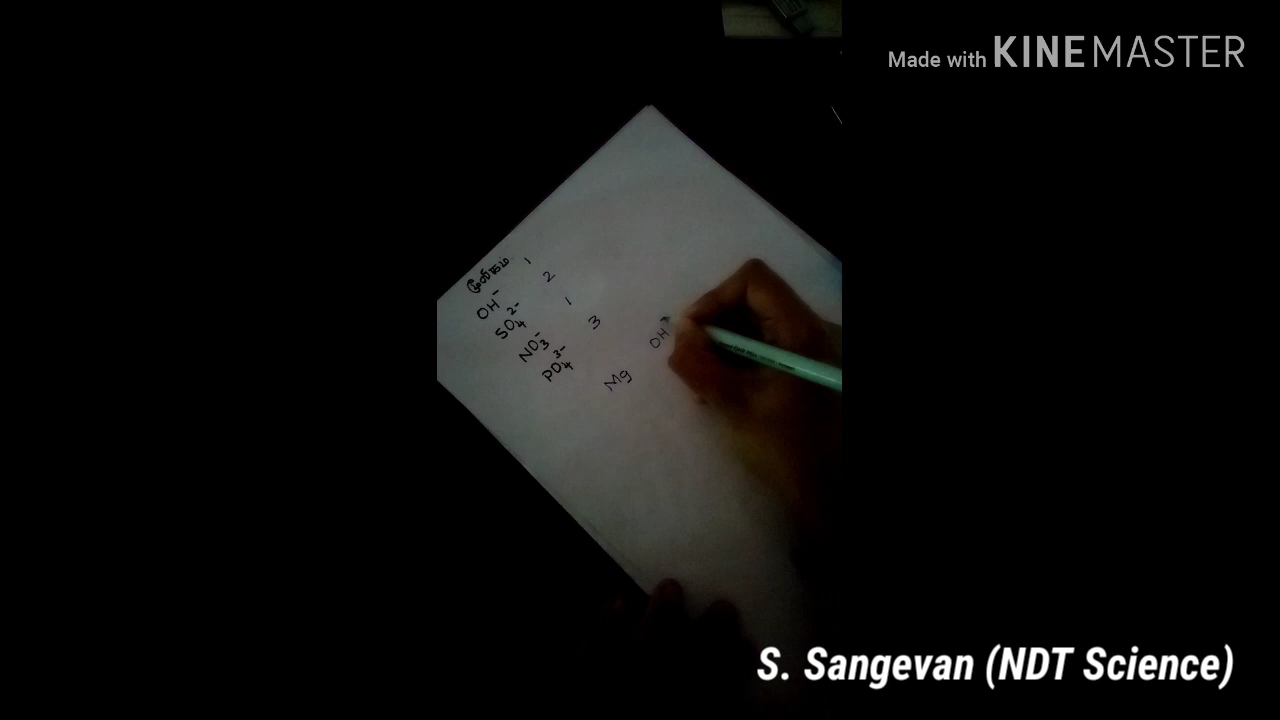 Made with KINEMASTER
OH⁻ 1
SO₄²⁻ 2
NO₃⁻ 1
PO₄³⁻ 3
Mg OH⁻
S. Sangevan (NDT Science)